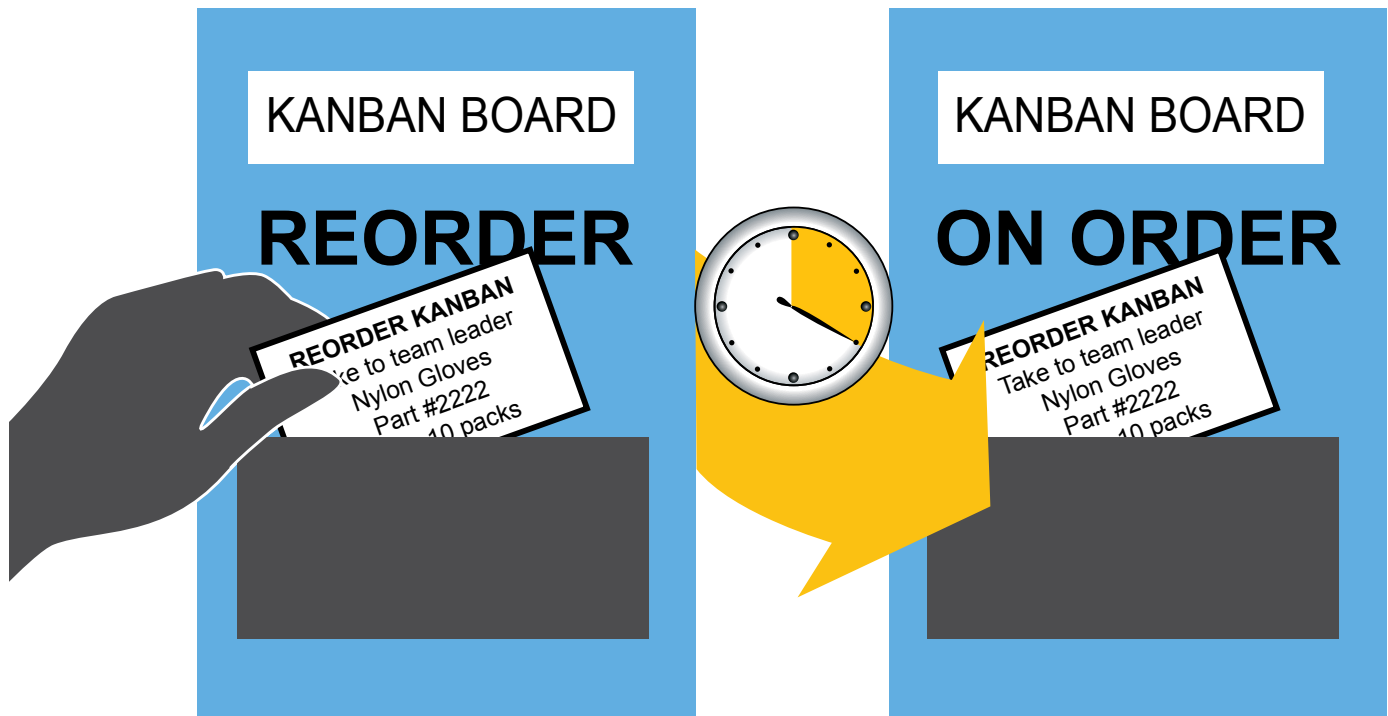 KANBAN BOARD
REORDER
REORDER KANBAN
to team leader
Nylon Gloves
Part #2222
10 packs
KANBAN BOARD
ON ORDER
REORDER KANBAN
Take to team leader
Nylon Gloves
Part #2222
10 packs